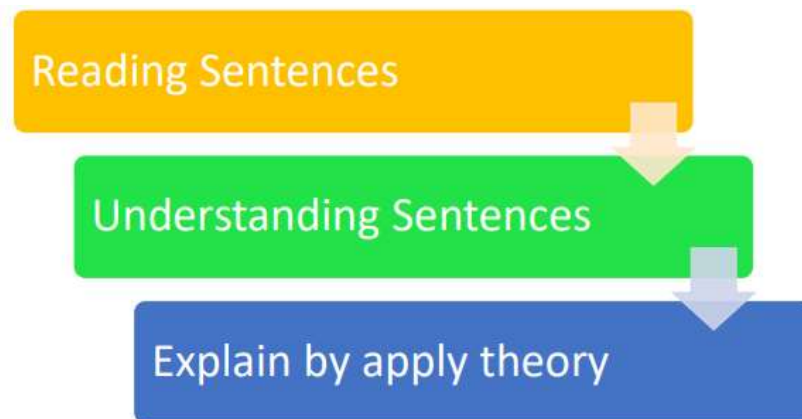 Reading Sentences
Understanding Sentences
Explain by apply theory